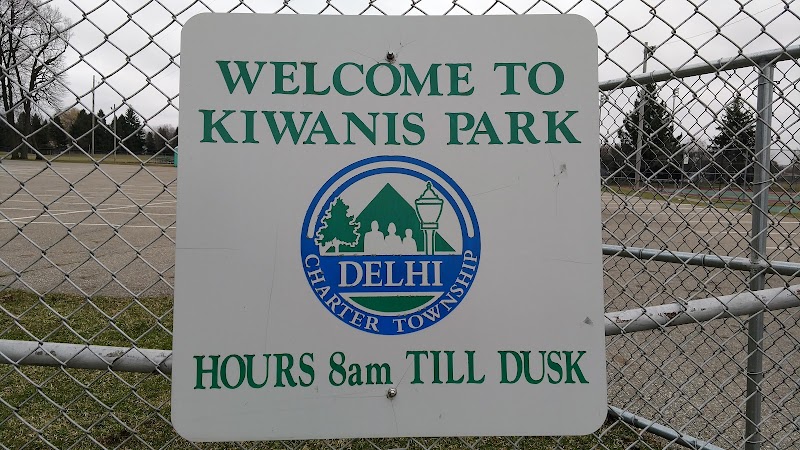 WELCOME TO
KIWANIS PARK
DELHI
CHARTER TOWNSHIP
HOURS 8am TILL DUSK